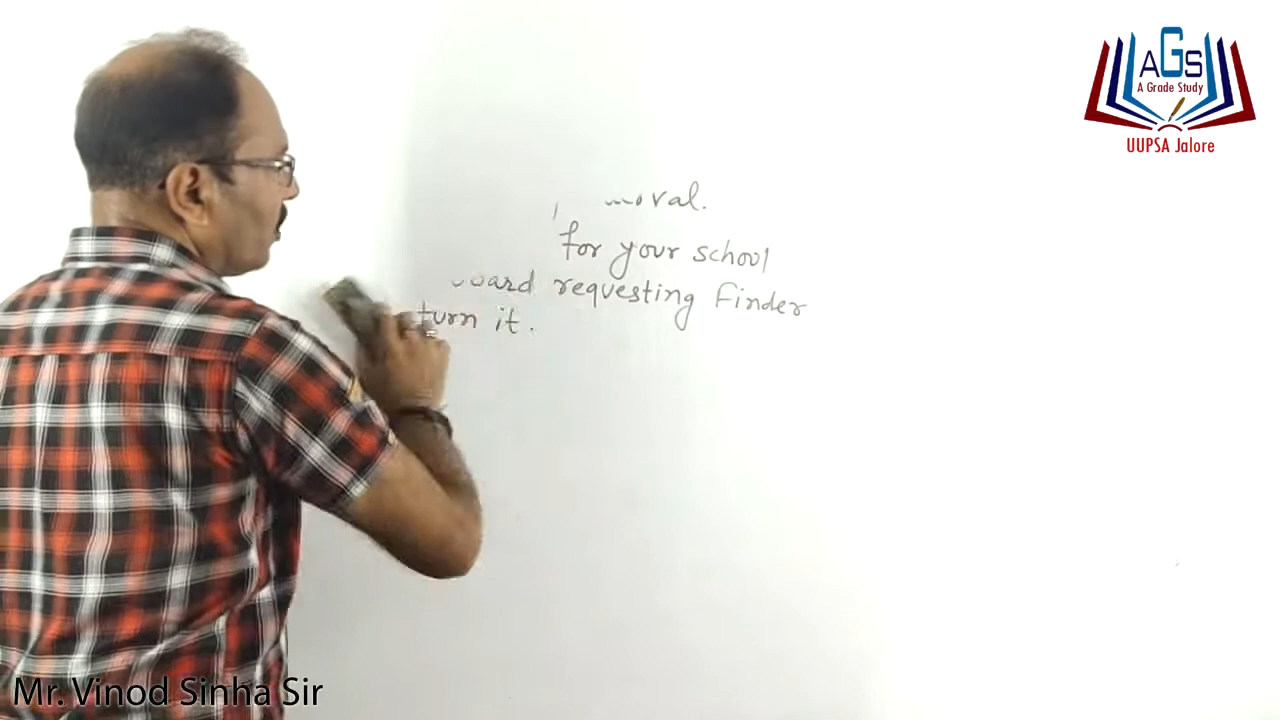 AGS
A Grade Study
UUPSA Jalore
moral.
for your school
board requesting Finder
turn it.
Mr. Vinod Sinha Sir